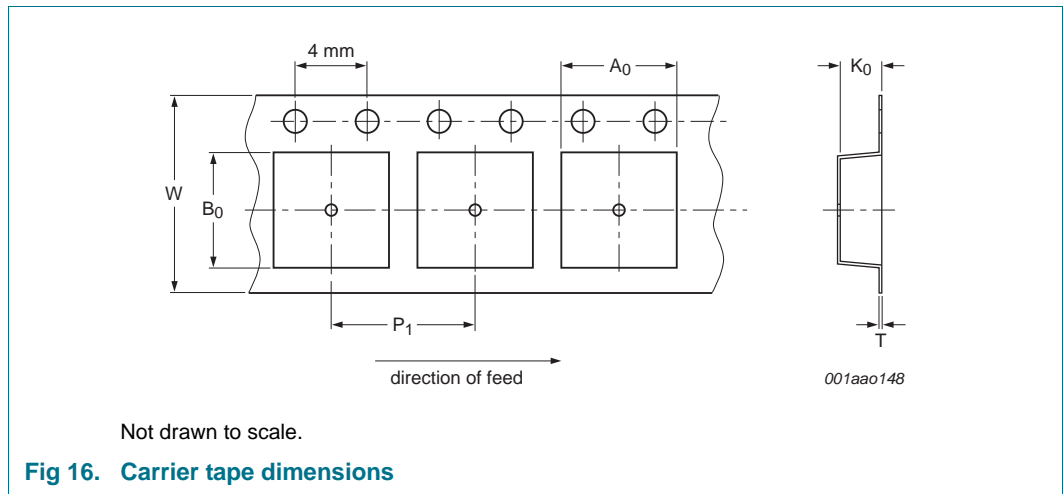 4 mm
A0
K0
W
B0
P1
T
direction of feed
001aao148
Not drawn to scale.
Fig 16. Carrier tape dimensions